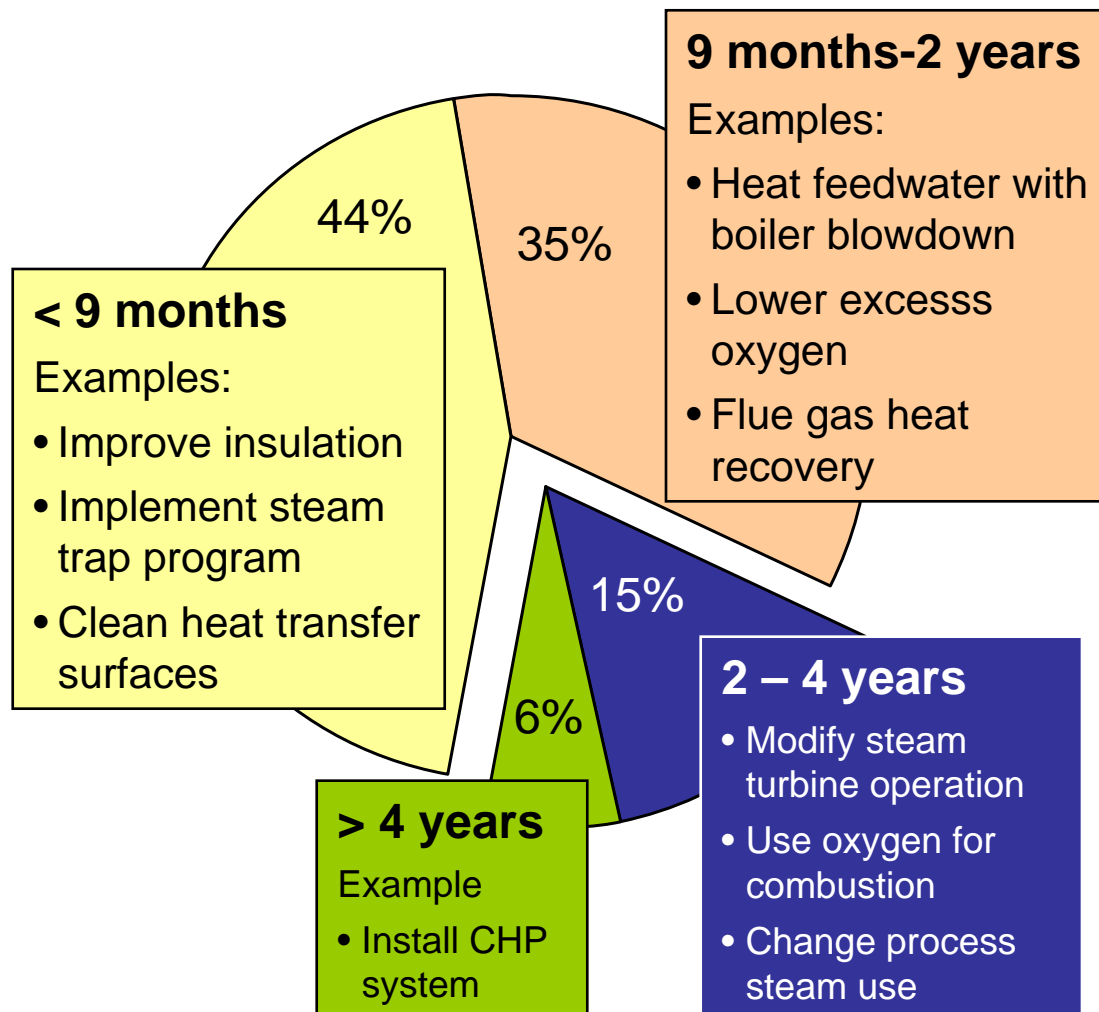 9 months-2 years
Examples:
• Heat feedwater with
boiler blowdown
• Lower excesss
oxygen
• Flue gas heat
recovery
44%
35%
< 9 months
Examples:
• Improve insulation
• Implement steam
trap program
• Clean heat transfer
surfaces
15%
6%
2 – 4 years
• Modify steam
turbine operation
• Use oxygen for
combustion
• Change process
steam use
> 4 years
Example
• Install CHP
system